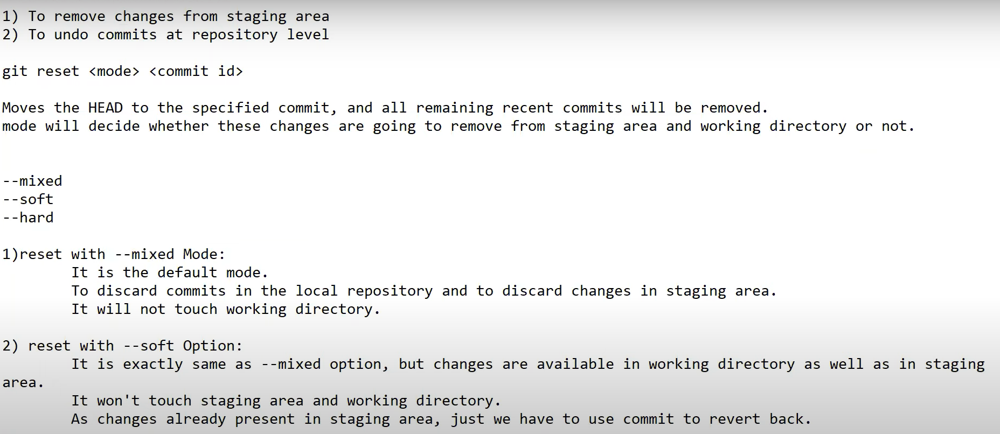 1) To remove changes from staging area
2) To undo commits at repository level
git reset <mode> <commit id>
Moves the HEAD to the specified commit, and all remaining recent commits will be removed.
mode will decide whether these changes are going to remove from staging area and working directory or not.
--mixed
--soft
--hard
1)reset with --mixed Mode:
It is the default mode.
To discard commits in the local repository and to discard changes in staging area.
It will not touch working directory.
2) reset with --soft Option:
It is exactly same as --mixed option, but changes are available in working directory as well as in staging
area.
It won't touch staging area and working directory.
As changes already present in staging area, just we have to use commit to revert back.